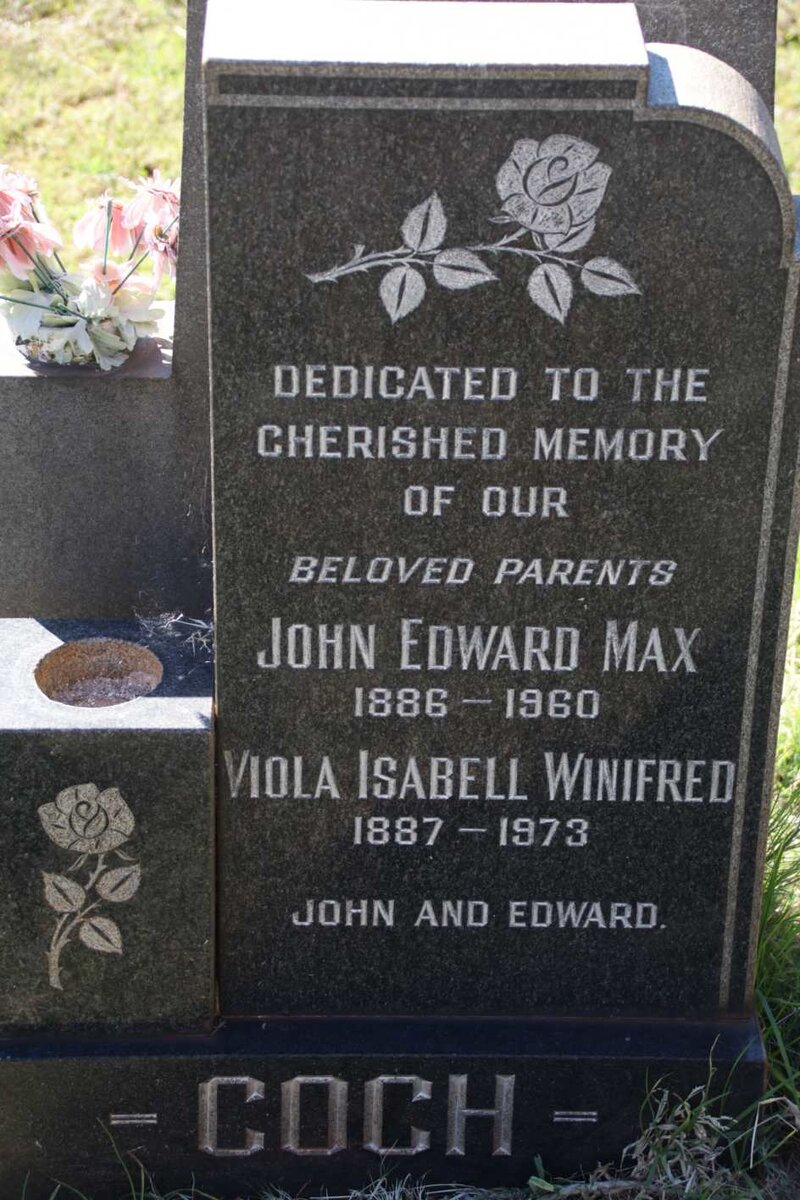 DEDICATED TO THE
CHERISHED MEMORY
OF OUR
BELOVED PARENTS
JOHN EDWARD MAX
1886 – 1960
VIOLA ISABELL WINIFRED
1887 – 1973
JOHN AND EDWARD.
= COCH =